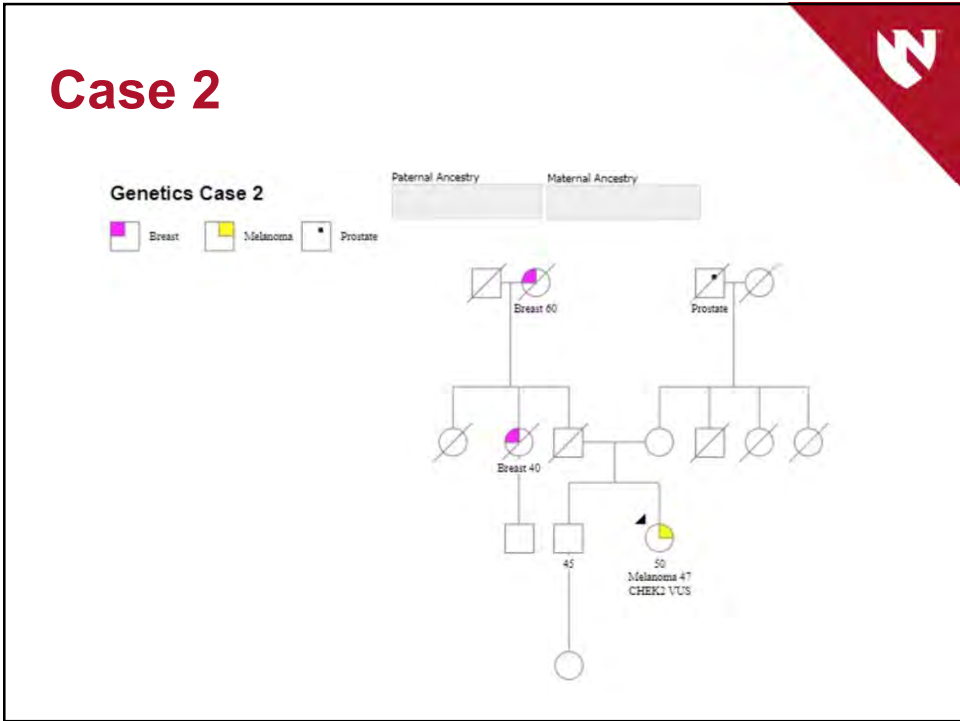 Case 2
Genetics Case 2
Paternal Ancestry
Maternal Ancestry
Breast
Melanoma
Prostate
Breast 60
Prostate
Breast 40
45
50
Melanoma 47
CHEK2 VUS